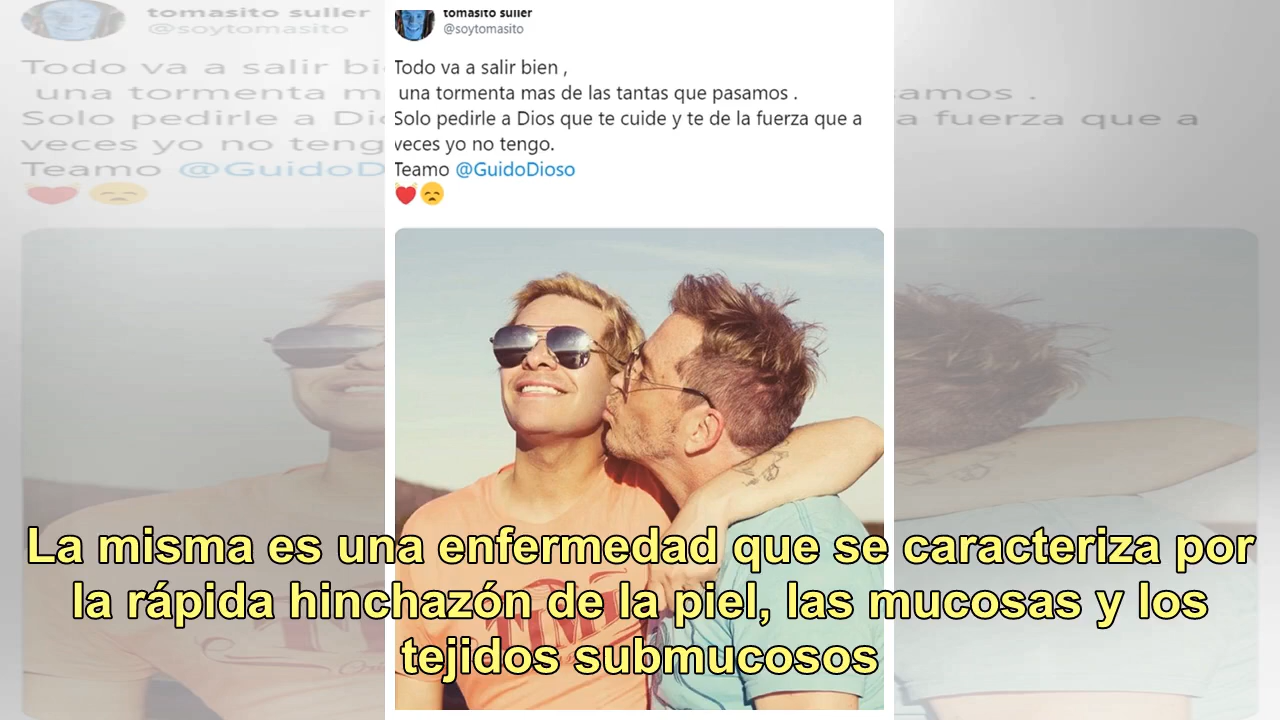 tomasito suller
@soytomasito
Todo va a salir bien ,
una tormenta mas de las tantas que pasamos .
Solo pedirle a Dios que te cuide y te de la fuerza que a
veces yo no tengo.
Teamo @GuidoDioso
La misma es una enfermedad que se caracteriza por
la rápida hinchazón de la piel, las mucosas y los
tejidos submucosos